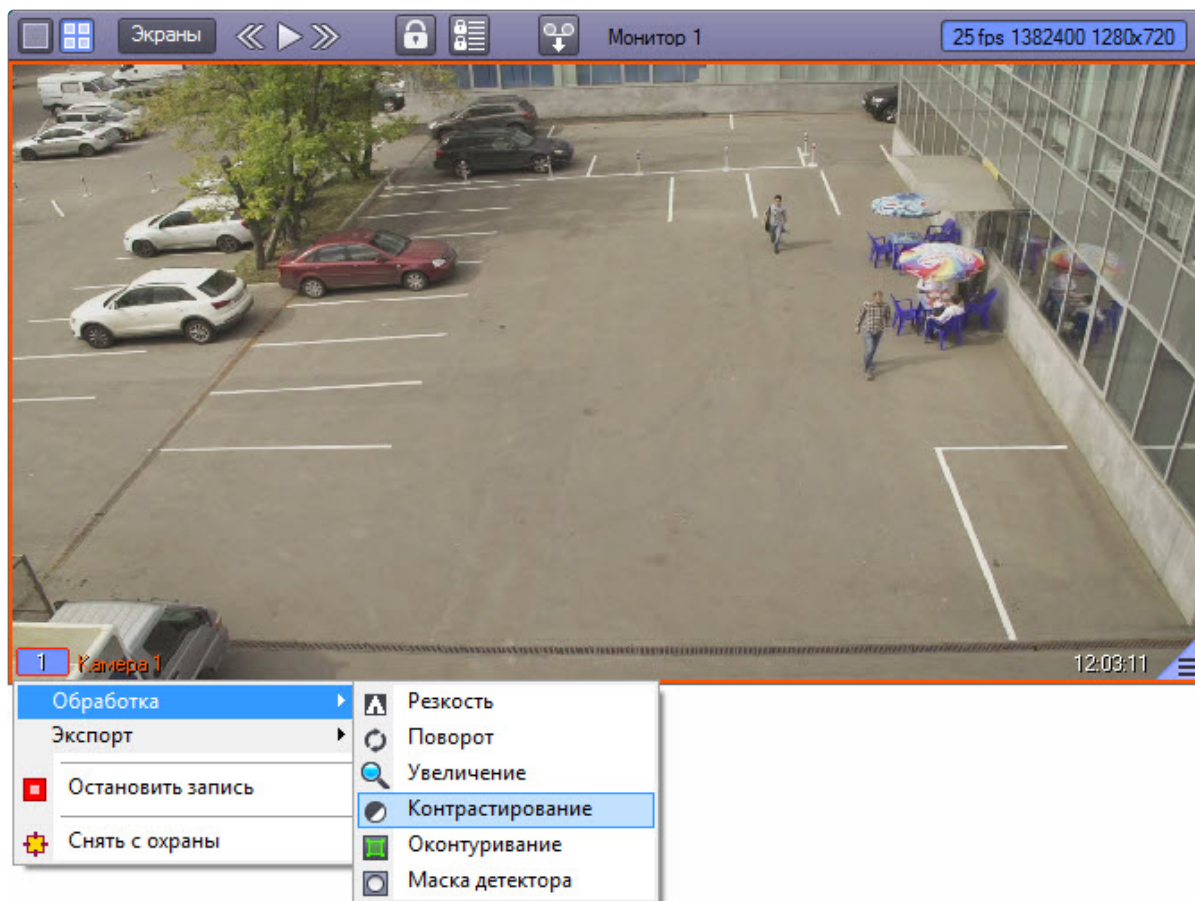 Экраны
Монитор 1
25 fps 1382400 1280x720
1 Камера 1
12:03:11
Обработка
Экспорт
Остановить запись
Снять с охраны
Резкость
Поворот
Увеличение
Контрастирование
Оконтуривание
Маска детектора